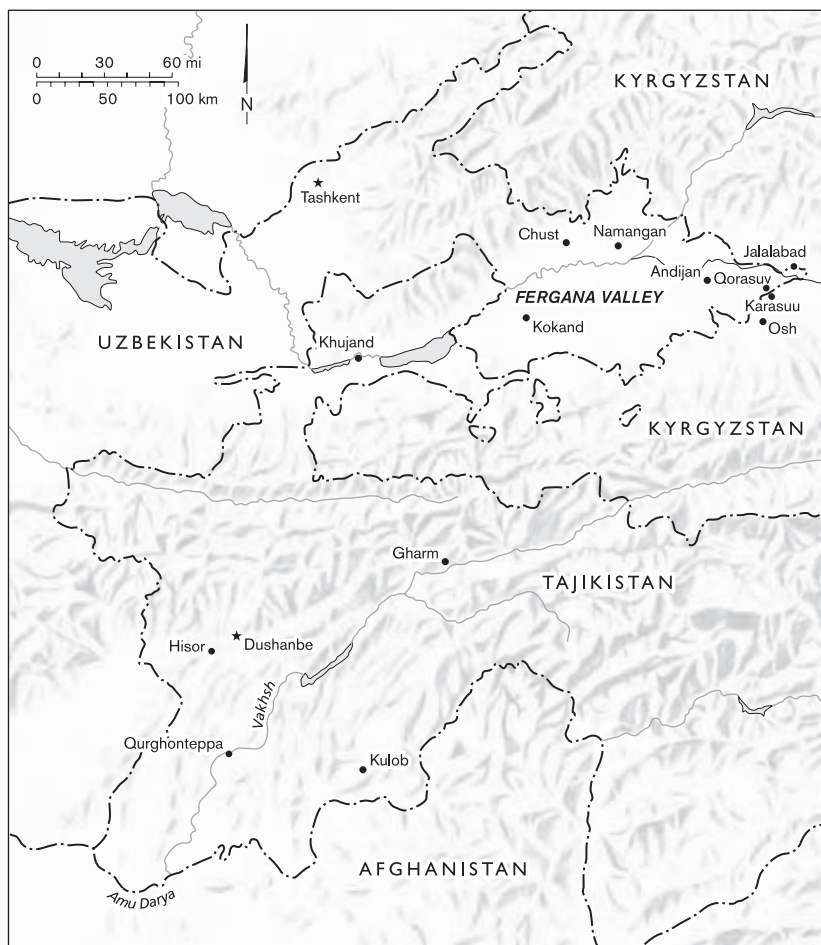 0 30 60 mi
0 50 100 km
N
KYRGYZSTAN
Tashkent
Chust
Namangan
Jalalabad
Andijan
Qorasuv
FERGANA VALLEY
Karasuu
Kokand
Osh
UZBEKISTAN
Khujand
KYRGYZSTAN
Gharm
TAJIKISTAN
Hisor
Dushanbe
Vakhsh
Qurghonteppa
Kulob
AFGHANISTAN
Amu Darya